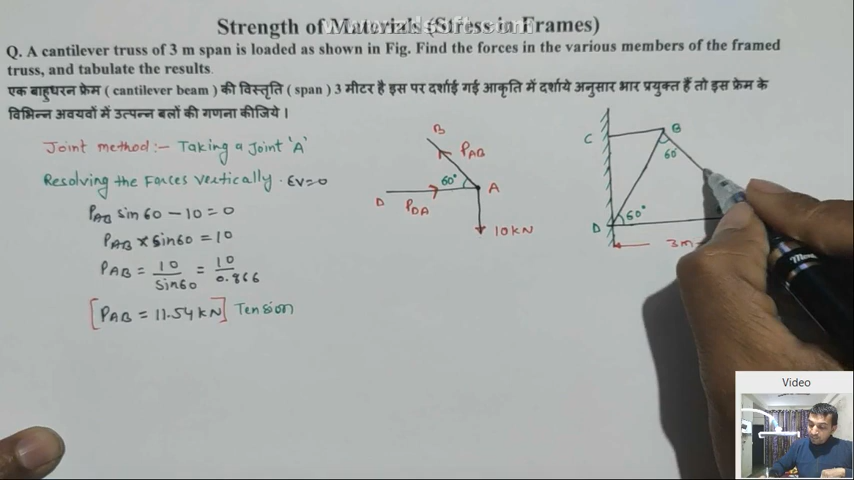 Strength of Materials (Stress in Frames)
Q. A cantilever truss of 3 m span is loaded as shown in Fig. Find the forces in the various members of the framed
truss, and tabulate the results.
एक बाहुधरन फ्रेम ( cantilever beam ) की विस्तृति ( span ) 3 मीटर है इस पर दर्शाई गई आकृति में दर्शाये अनुसार भार प्रयुक्त हैं तो इस फ्रेम के
विभिन्न अवयवों में उत्पन्न बलों की गणना कीजिये ।
Joint method:- Taking a Joint 'A'
Resolving the Forces vertically. ΣV=0
PAB sin 60 - 10 = 0
PAB × sin60 = 10
PAB = 10/sin60 = 10/0.866
[PAB = 11.54 KN] Tension
B
PAB
60°
A
D
PDA
10KN
C
B
60°
D
60°
3m
Video